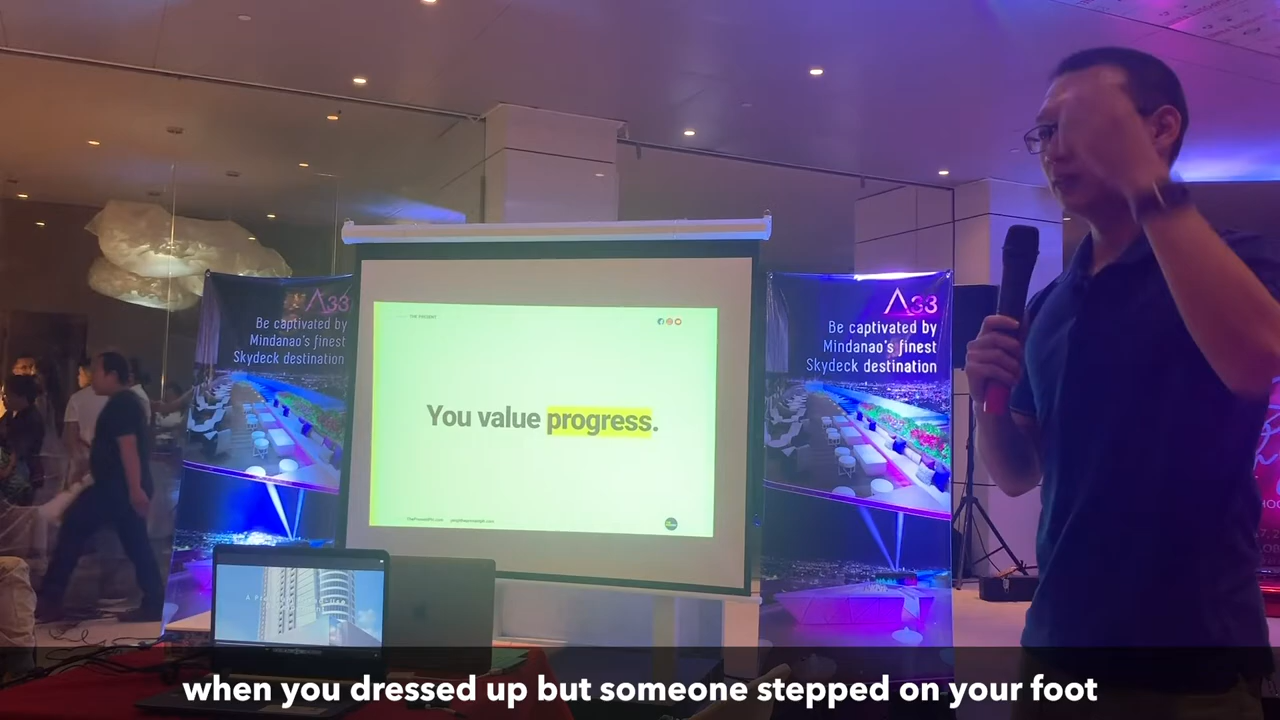 A33
Be captivated by
Mindanao's finest
Skydeck destination
You value progress.
A33
Be captivated by
Mindanao's finest
Skydeck destination
when you dressed up but someone stepped on your foot